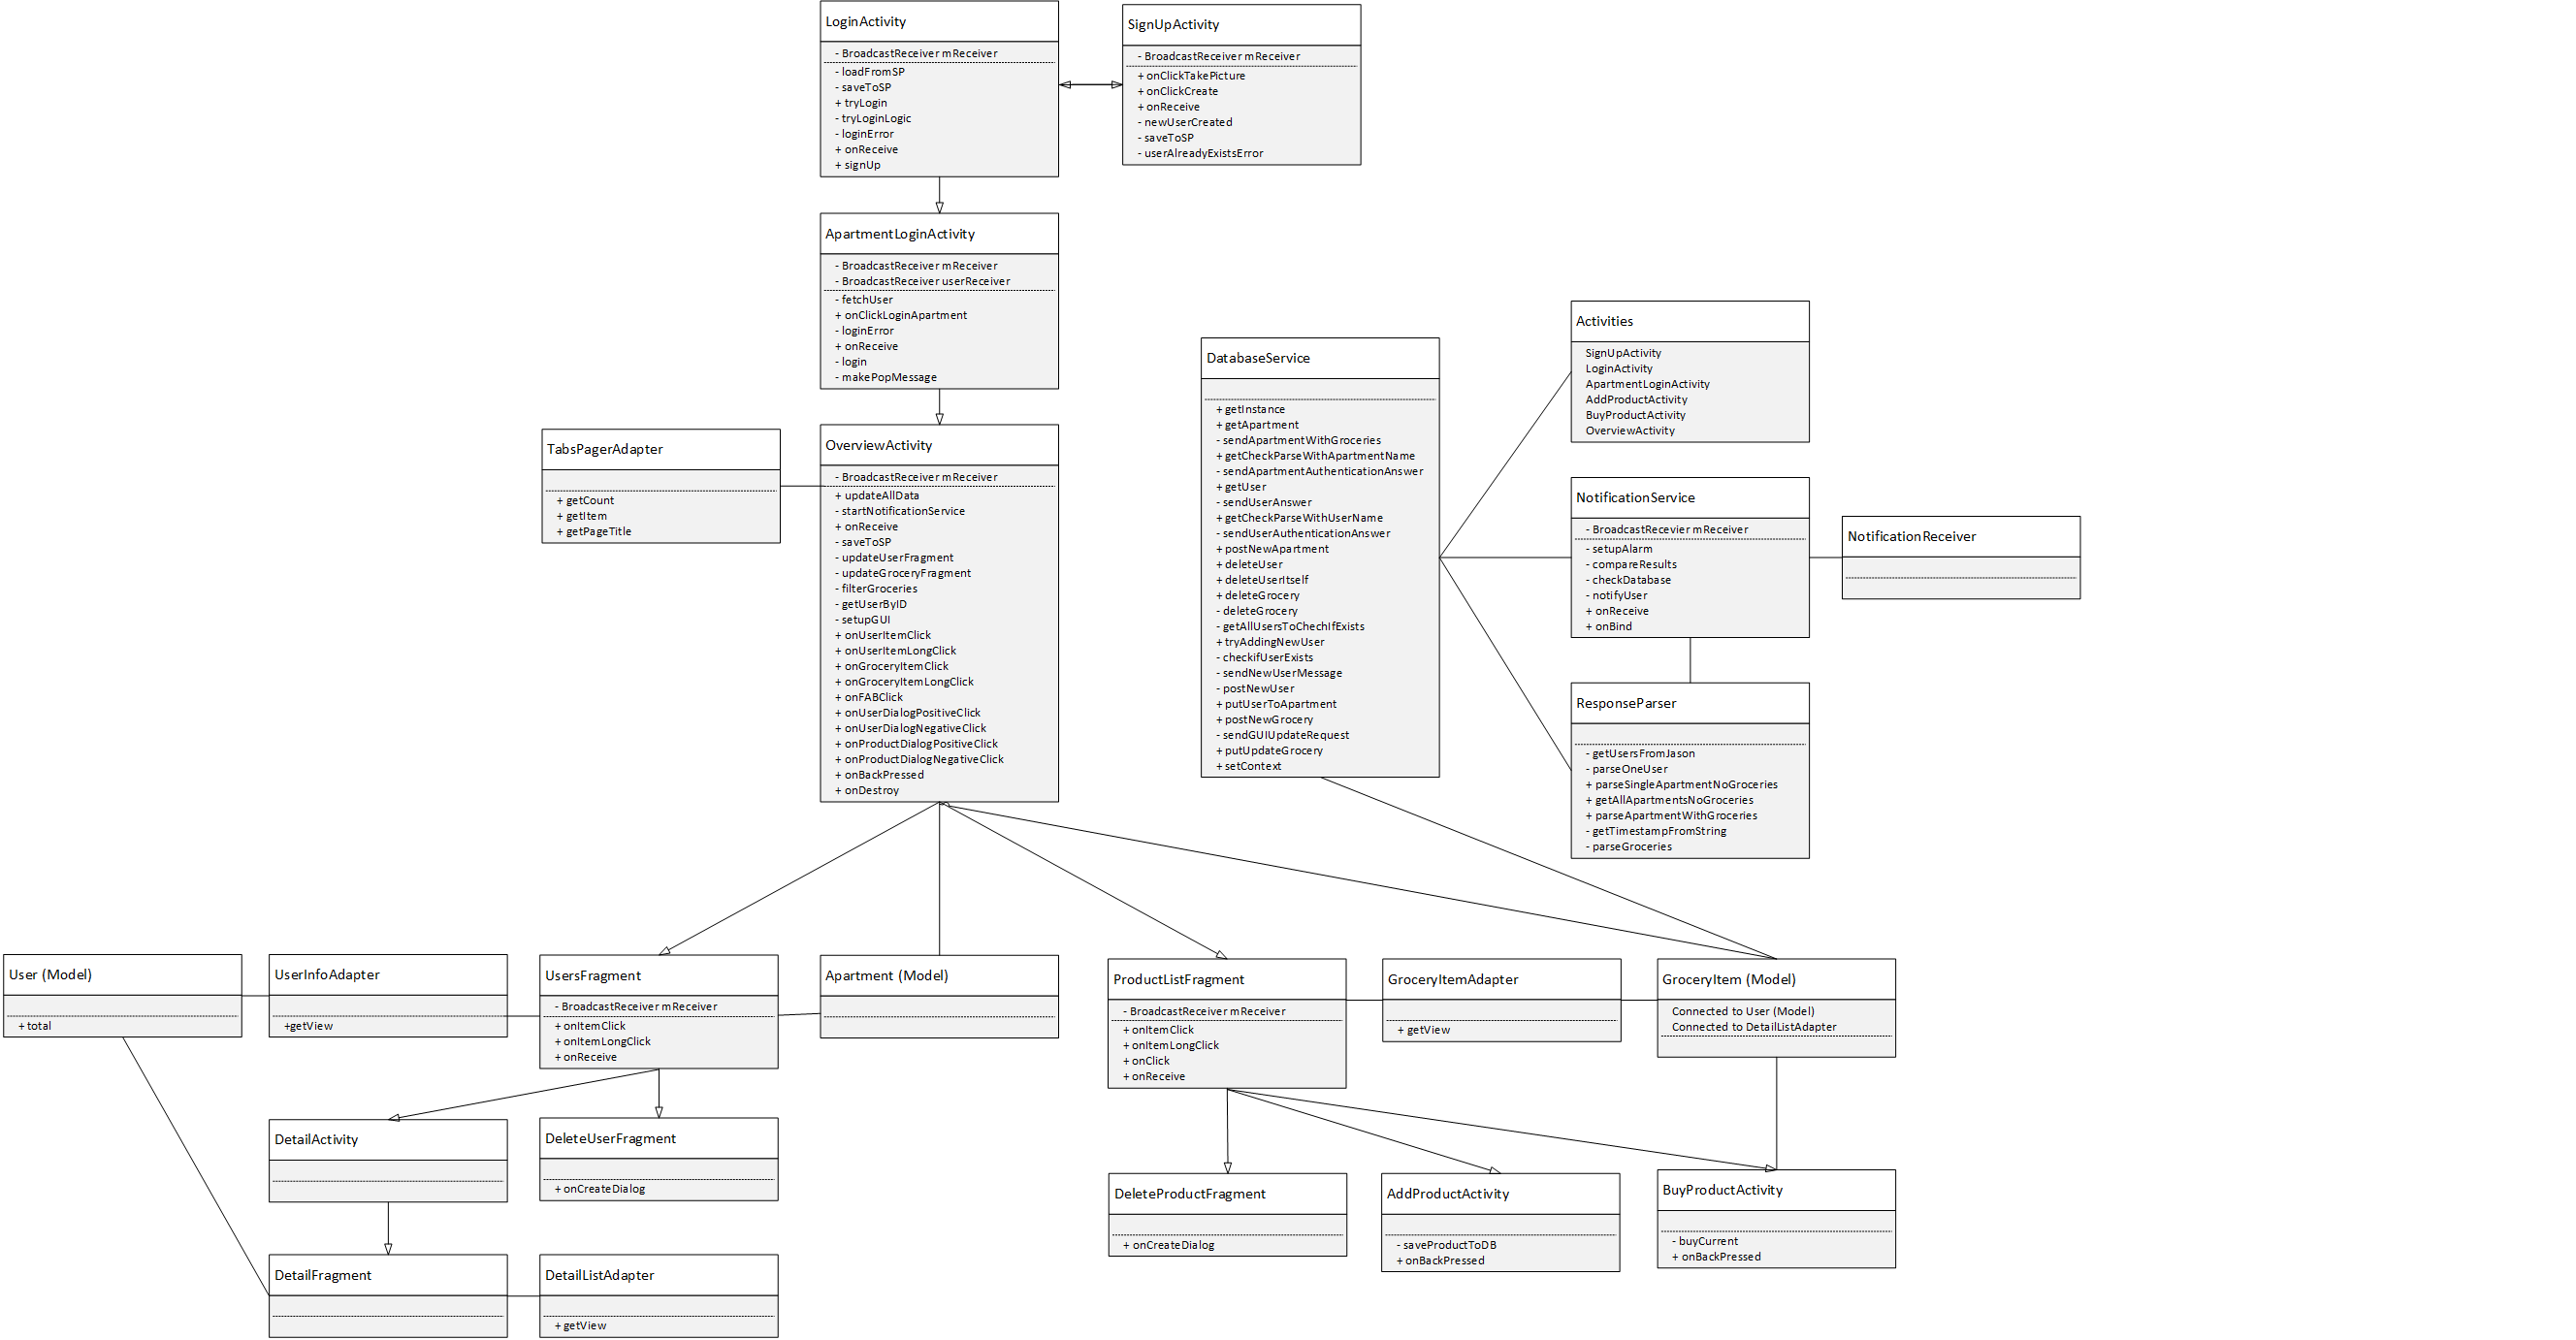 LoginActivity
- BroadcastReceiver mReceiver
- loadFromSP
- saveToSP
+ tryLogin
- tryLoginLogic
- loginError
+ onReceive
+ signUp
SignUpActivity
- BroadcastReceiver mReceiver
+ onClickTakePicture
+ onClickCreate
+ onReceive
- newUserCreated
- saveToSP
- userAlreadyExistsError
ApartmentLoginActivity
- BroadcastReceiver mReceiver
- BroadcastReceiver userReceiver
- fetchUser
+ onClickLoginApartment
- loginError
+ onReceive
- login
- makePopMessage
TabsPagerAdapter
+ getCount
+ getItem
+ getPageTitle
OverviewActivity
- BroadcastReceiver mReceiver
+ updateAllData
- startNotificationService
+ onReceive
- saveToSP
- updateUserFragment
- updateGroceryFragment
- filterGroceries
- getUserByID
- setupGUI
+ onUserItemClick
+ onUserItemLongClick
+ onGroceryItemClick
+ onGroceryItemLongClick
+ onFABClick
+ onUserDialogPositiveClick
+ onUserDialogNegativeClick
+ onProductDialogPositiveClick
+ onProductDialogNegativeClick
+ onBackPressed
+ onDestroy
DatabaseService
+ getInstance
+ getApartment
- sendApartmentWithGroceries
+ getCheckParseWithApartmentName
- sendApartmentAuthenticationAnswer
+ getUser
- sendUserAnswer
+ getCheckParseWithUserName
- sendUserAuthenticationAnswer
+ postNewApartment
+ deleteUser
+ deleteUserItself
+ deleteGrocery
- deleteGrocery
- getAllUsersToChechIfExists
+ tryAddingNewUser
- checkifUserExists
- sendNewUserMessage
- postNewUser
+ putUserToApartment
+ postNewGrocery
- sendGUIUpdateRequest
+ putUpdateGrocery
+ setContext
Activities
SignUpActivity
LoginActivity
ApartmentLoginActivity
AddProductActivity
BuyProductActivity
OverviewActivity
NotificationService
- BroadcastRecevier mReceiver
- setupAlarm
- compareResults
- checkDatabase
- notifyUser
+ onReceive
+ onBind
NotificationReceiver
ResponseParser
- getUsersFromJason
- parseOneUser
+ parseSingleApartmentNoGroceries
+ getAllApartmentsNoGroceries
+ parseApartmentWithGroceries
- getTimestampFromString
- parseGroceries
User (Model)
+ total
UserInfoAdapter
+getView
UsersFragment
- BroadcastReceiver mReceiver
+ onItemClick
+ onItemLongClick
+ onReceive
Apartment (Model)
ProductListFragment
- BroadcastReceiver mReceiver
+ onItemClick
+ onItemLongClick
+ onClick
+ onReceive
GroceryItemAdapter
+ getView
GroceryItem (Model)
Connected to User (Model)
Connected to DetailListAdapter
DetailActivity
DeleteUserFragment
+ onCreateDialog
DeleteProductFragment
+ onCreateDialog
AddProductActivity
- saveProductToDB
+ onBackPressed
BuyProductActivity
- buyCurrent
+ onBackPressed
DetailFragment
DetailListAdapter
+ getView